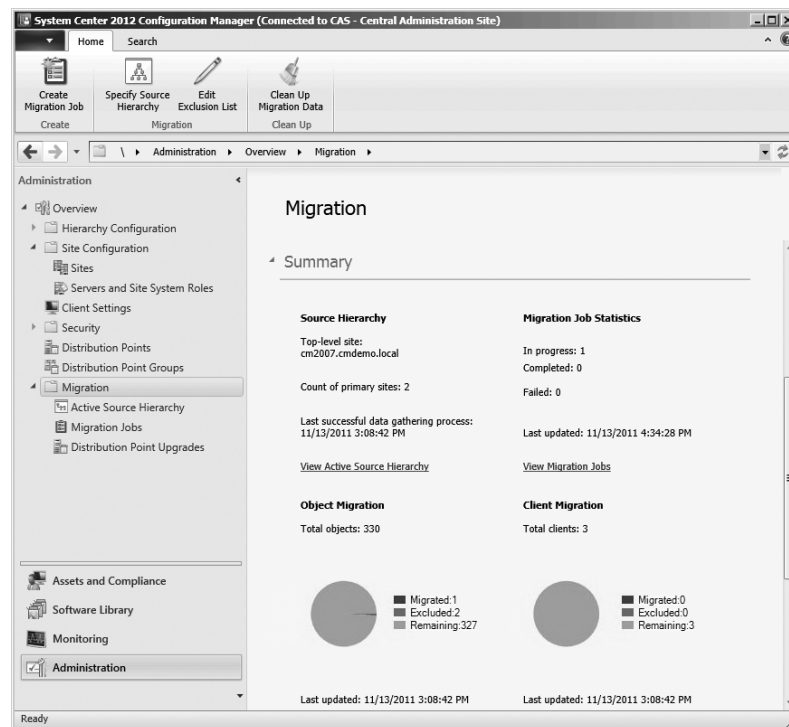 System Center 2012 Configuration Manager (Connected to CAS - Central Administration Site)
Home Search
Create Migration Job
Specify Source Hierarchy
Edit Exclusion List
Clean Up Migration Data
Create
Migration
Clean Up
\ Administration Overview Migration
Administration
Overview
Hierarchy Configuration
Site Configuration
Sites
Servers and Site System Roles
Client Settings
Security
Distribution Points
Distribution Point Groups
Migration
Active Source Hierarchy
Migration Jobs
Distribution Point Upgrades
Assets and Compliance
Software Library
Monitoring
Administration
Migration
Summary
Source Hierarchy
Top-level site:
cm2007.cmdemo.local
Count of primary sites: 2
Last successful data gathering process:
11/13/2011 3:08:42 PM
View Active Source Hierarchy
Migration Job Statistics
In progress: 1
Completed: 0
Failed: 0
Last updated: 11/13/2011 4:34:28 PM
View Migration Jobs
Object Migration
Total objects: 330
Migrated:1
Excluded:2
Remaining:327
Last updated: 11/13/2011 3:08:42 PM
Client Migration
Total clients: 3
Migrated:0
Excluded:0
Remaining:3
Last updated: 11/13/2011 3:08:42 PM
Ready